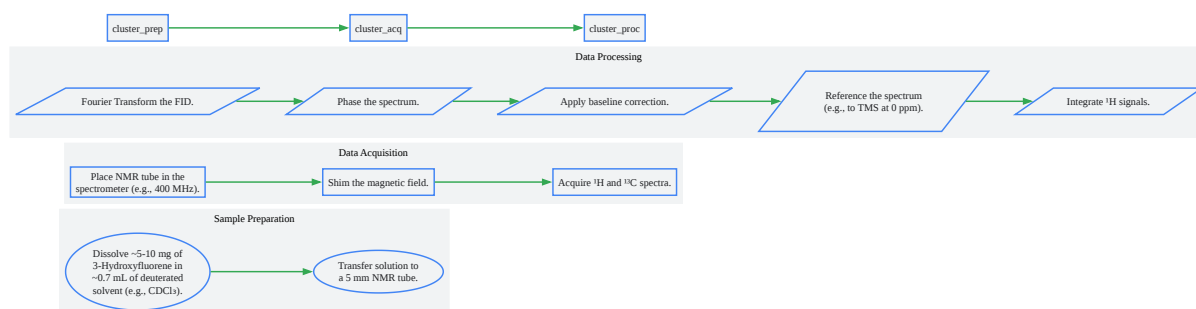 cluster_prep
cluster_acq
cluster_proc
Data Processing
Fourier Transform the FID.
Phase the spectrum.
Apply baseline correction.
Reference the spectrum
(e.g., to TMS at 0 ppm).
Integrate ¹H signals.
Data Acquisition
Place NMR tube in the
spectrometer (e.g., 400 MHz).
Shim the magnetic field.
Acquire ¹H and ¹³C spectra.
Sample Preparation
Dissolve ~5-10 mg of
3-Hydroxyfluorene in
~0.7 mL of deuterated
solvent (e.g., CDCl₃).
Transfer solution to
a 5 mm NMR tube.